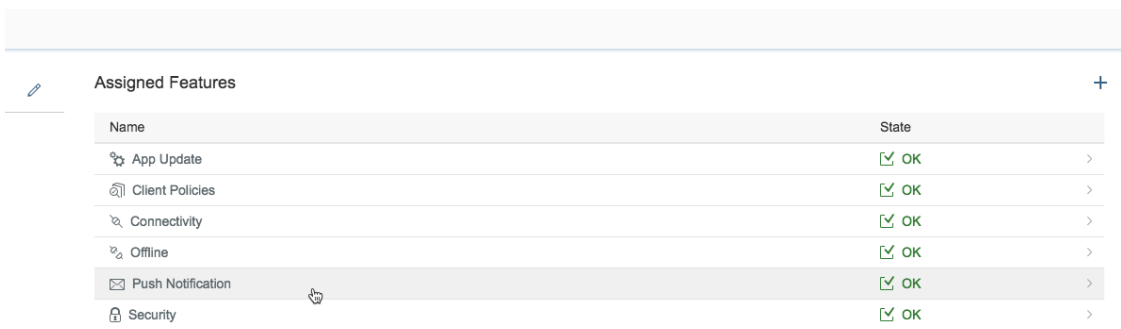 Assigned Features
Name State
App Update OK
Client Policies OK
Connectivity OK
Offline OK
Push Notification OK
Security OK